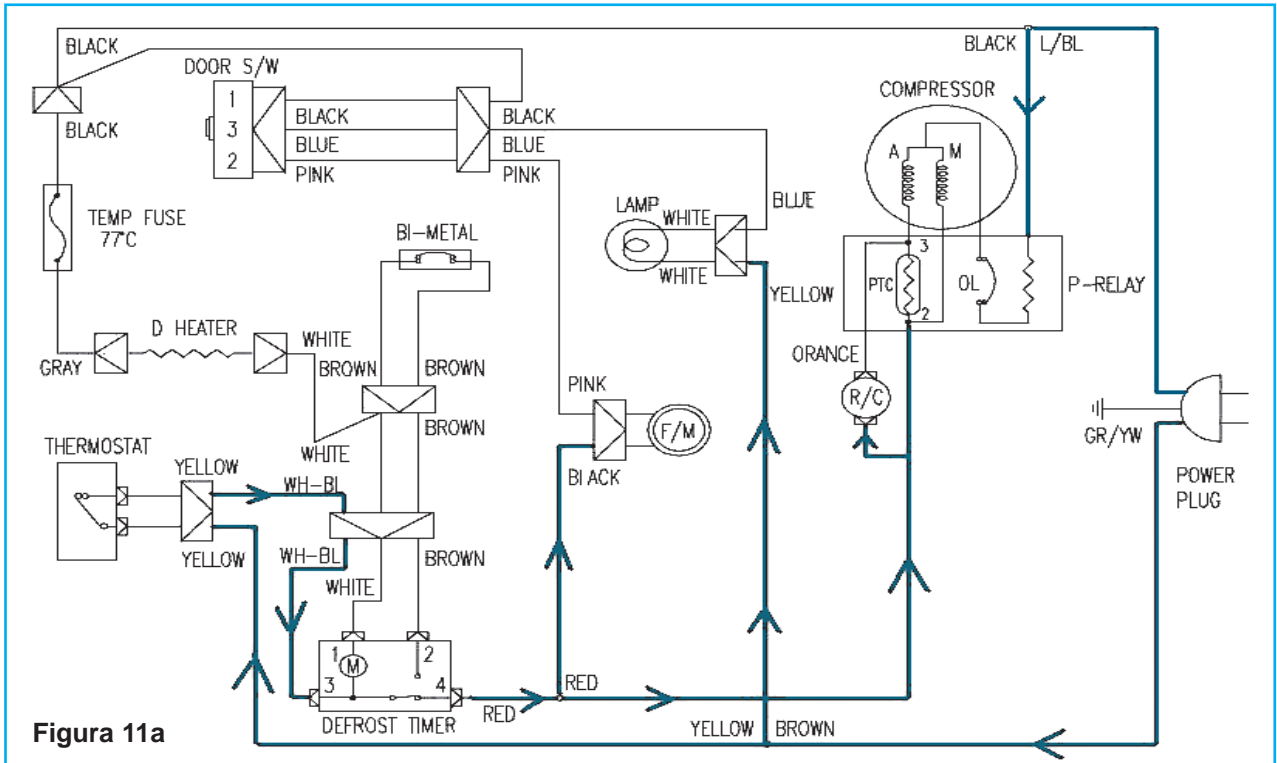 BLACK
BLACK L/BL
DOOR S/W
COMPRESSOR
1
BLACK
BLACK
BLACK
3
BLUE
BLUE
2
PINK
PINK
A M
TEMP FUSE
77°C
LAMP
WHITE
BLUE
BI-METAL
WHITE
3
PTC
OL
P-RELAY
YELLOW
2
D HEATER
WHITE
GRAY
BROWN
BROWN
ORANGE
PINK
R/C
BROWN
F/M
GR/YW
WHITE
THERMOSTAT
YELLOW
BLACK
POWER
PLUG
WH-BL
YELLOW
WH-BL
BROWN
WHITE
1
M
2
3
4
RED
RED
DEFROST TIMER
YELLOW BROWN
Figura 11a